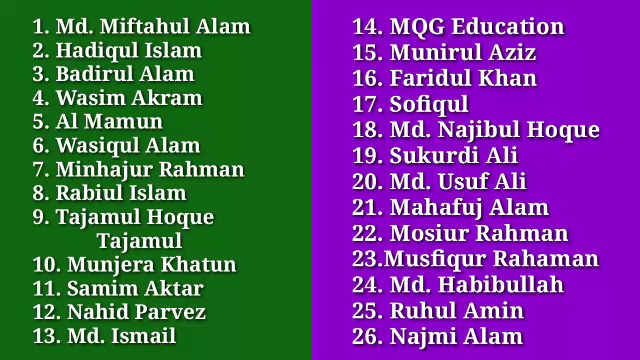 1. Md. Miftahul Alam
2. Hadiqul Islam
3. Badirul Alam
4. Wasim Akram
5. Al Mamun
6. Wasiqul Alam
7. Minhajur Rahman
8. Rabiul Islam
9. Tajamul Hoque
Tajamul
10. Munjera Khatun
11. Samim Aktar
12. Nahid Parvez
13. Md. Ismail
14. MQG Education
15. Munirul Aziz
16. Faridul Khan
17. Sofiqul
18. Md. Najibul Hoque
19. Sukurdi Ali
20. Md. Usuf Ali
21. Mahafuj Alam
22. Mosiur Rahman
23.Musfiqur Rahaman
24. Md. Habibullah
25. Ruhul Amin
26. Najmi Alam